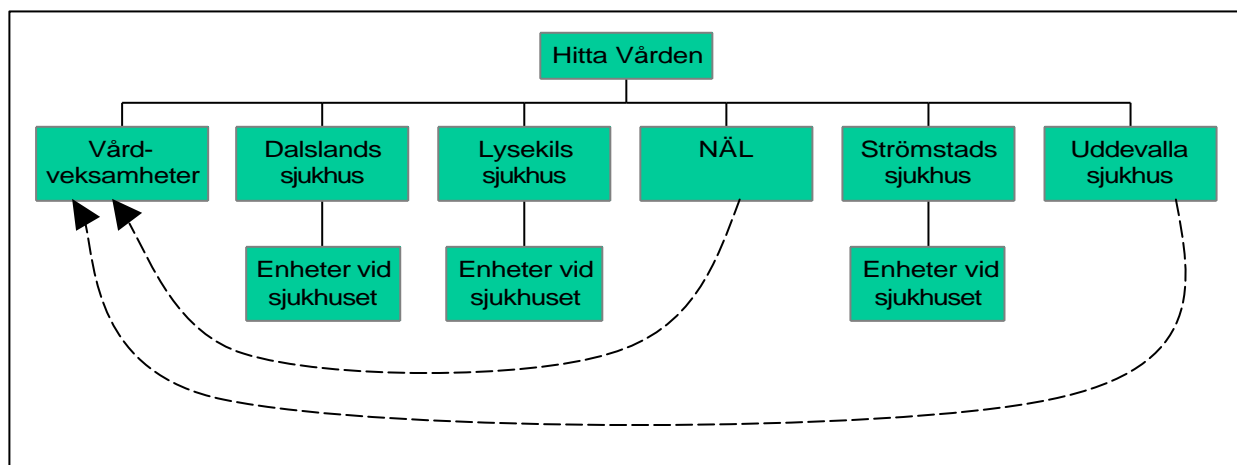 Hitta Vården
Vård-
veksamheter
Dalslands
sjukhus
Lysekils
sjukhus
NÄL
Strömstads
sjukhus
Uddevalla
sjukhus
Enheter vid
sjukhuset
Enheter vid
sjukhuset
Enheter vid
sjukhuset